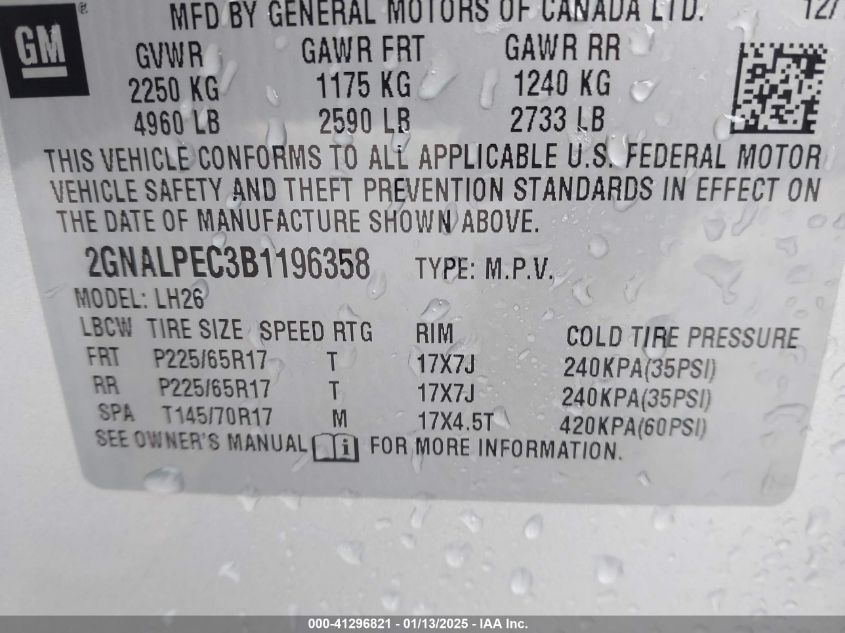 GM
®
MFD BY GENERAL MOTORS OF CANADA LTD. 12/
GVWR GAWR FRT GAWR RR
2250 KG 1175 KG 1240 KG
4960 LB 2590 LB 2733 LB
THIS VEHICLE CONFORMS TO ALL APPLICABLE U.S. FEDERAL MOTOR
VEHICLE SAFETY AND THEFT PREVENTION STANDARDS IN EFFECT ON
THE DATE OF MANUFACTURE SHOWN ABOVE.
2GNALPEC3B1196358 TYPE: M.P.V.
MODEL: LH26
LBCW TIRE SIZE SPEED RTG RIM COLD TIRE PRESSURE
FRT P225/65R17 T 17X7J 240KPA(35PSI)
RR P225/65R17 T 17X7J 240KPA(35PSI)
SPA T145/70R17 M 17X4.5T 420KPA(60PSI)
SEE OWNER'S MANUAL i FOR MORE INFORMATION.
000-41296821 - 01/13/2025 - IAA Inc.